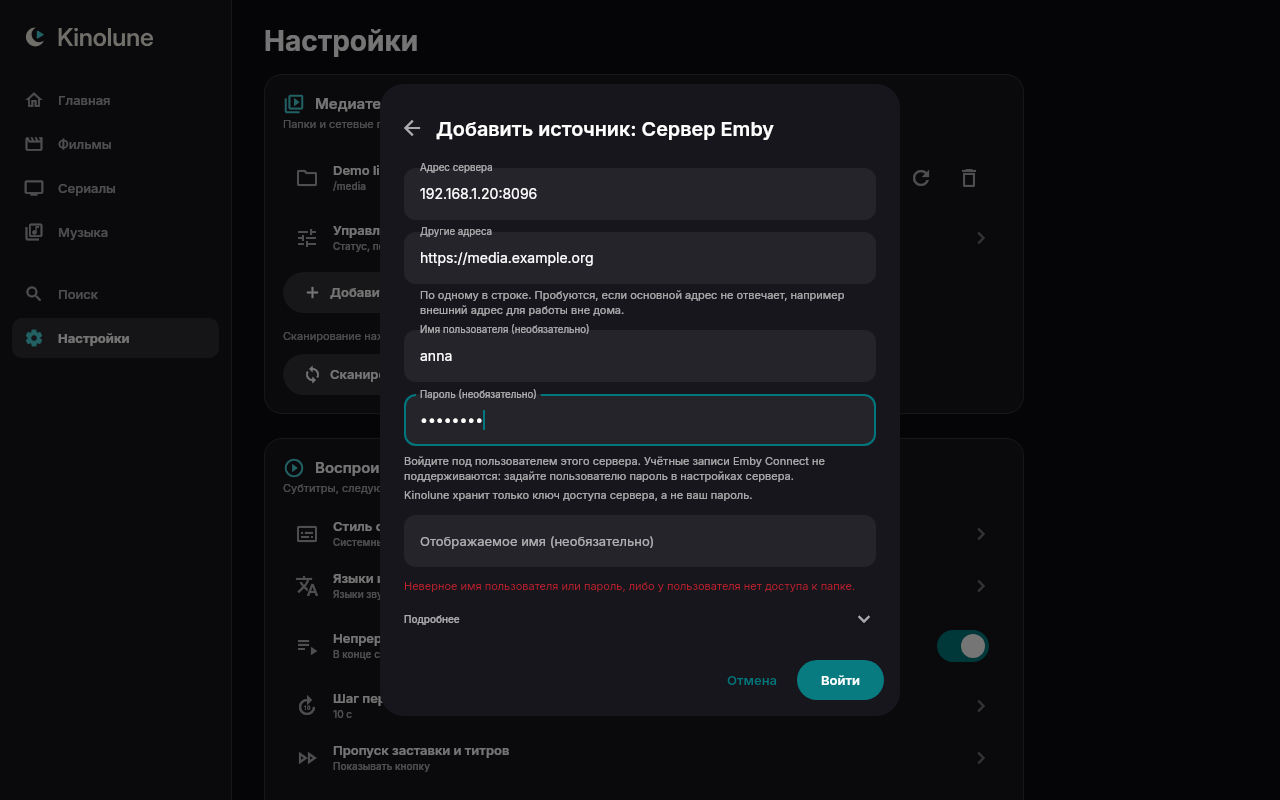 Kinolune
Главная
Фильмы
Сериалы
Музыка
Поиск
Настройки
Настройки
Медиате
Папки и сетевые п
Demo li
/media
Управл
Статус, по
Добави
Сканирование нах
Сканиро
Воспрои
Субтитры, следую
Стиль с
Системны
Языки и
Языки зву
Непрер
В конце с
Шаг пер
10 с
Пропуск заставки и титров
Показывать кнопку
Добавить источник: Сервер Emby
Адрес сервера
192.168.1.20:8096
Другие адреса
https://media.example.org
По одному в строке. Пробуются, если основной адрес не отвечает, например
внешний адрес для работы вне дома.
Имя пользователя (необязательно)
anna
Пароль (необязательно)
••••••••
Войдите под пользователем этого сервера. Учётные записи Emby Connect не
поддерживаются: задайте пользователю пароль в настройках сервера.
Kinolune хранит только ключ доступа сервера, а не ваш пароль.
Отображаемое имя (необязательно)
Неверное имя пользователя или пароль, либо у пользователя нет доступа к папке.
Подробнее
Отмена
Войти